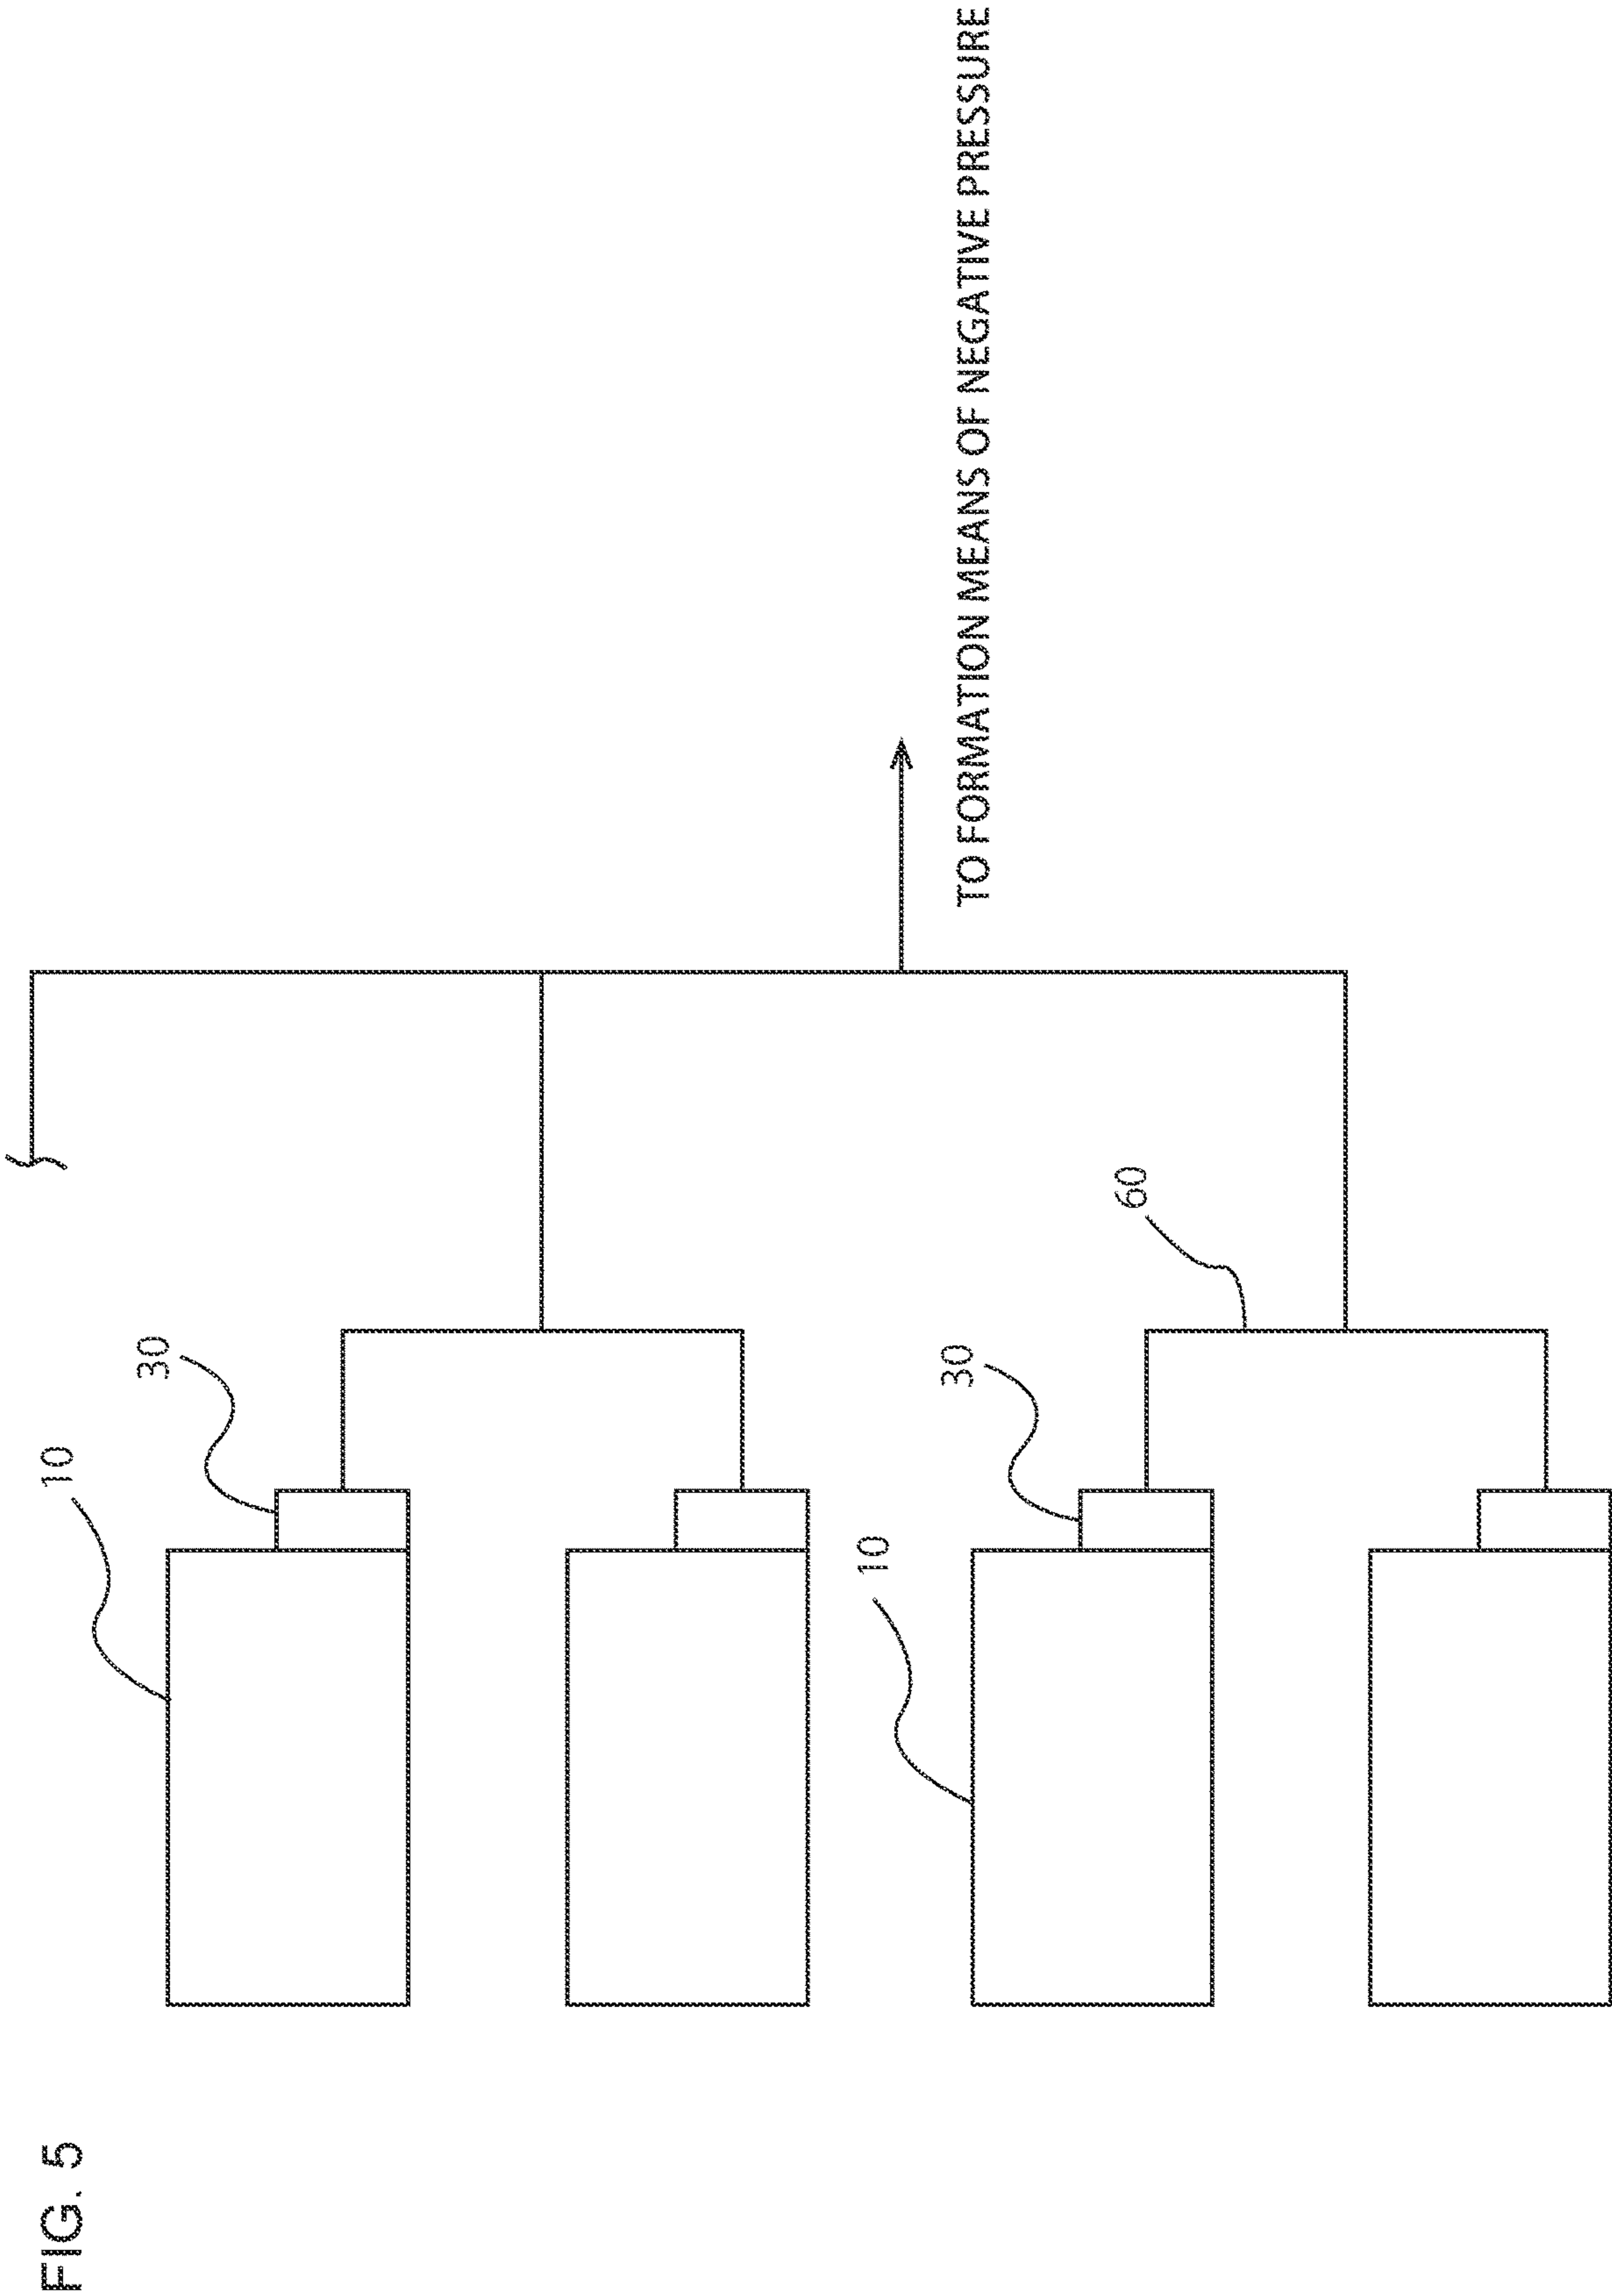 FIG. 5
10
30
10
30
TO FORMATION MEANS OF NEGATIVE PRESSURE
60